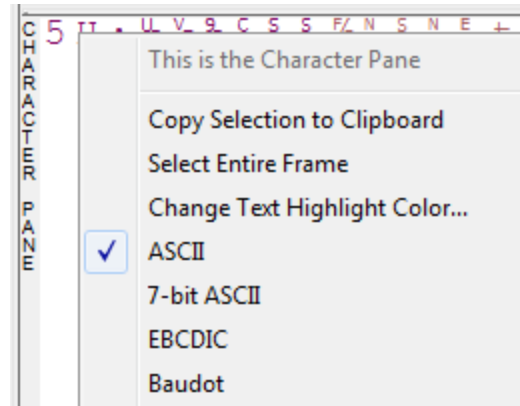 CHARACTER PANE
This is the Character Pane
Copy Selection to Clipboard
Select Entire Frame
Change Text Highlight Color...
ASCII
7-bit ASCII
EBCDIC
Baudot